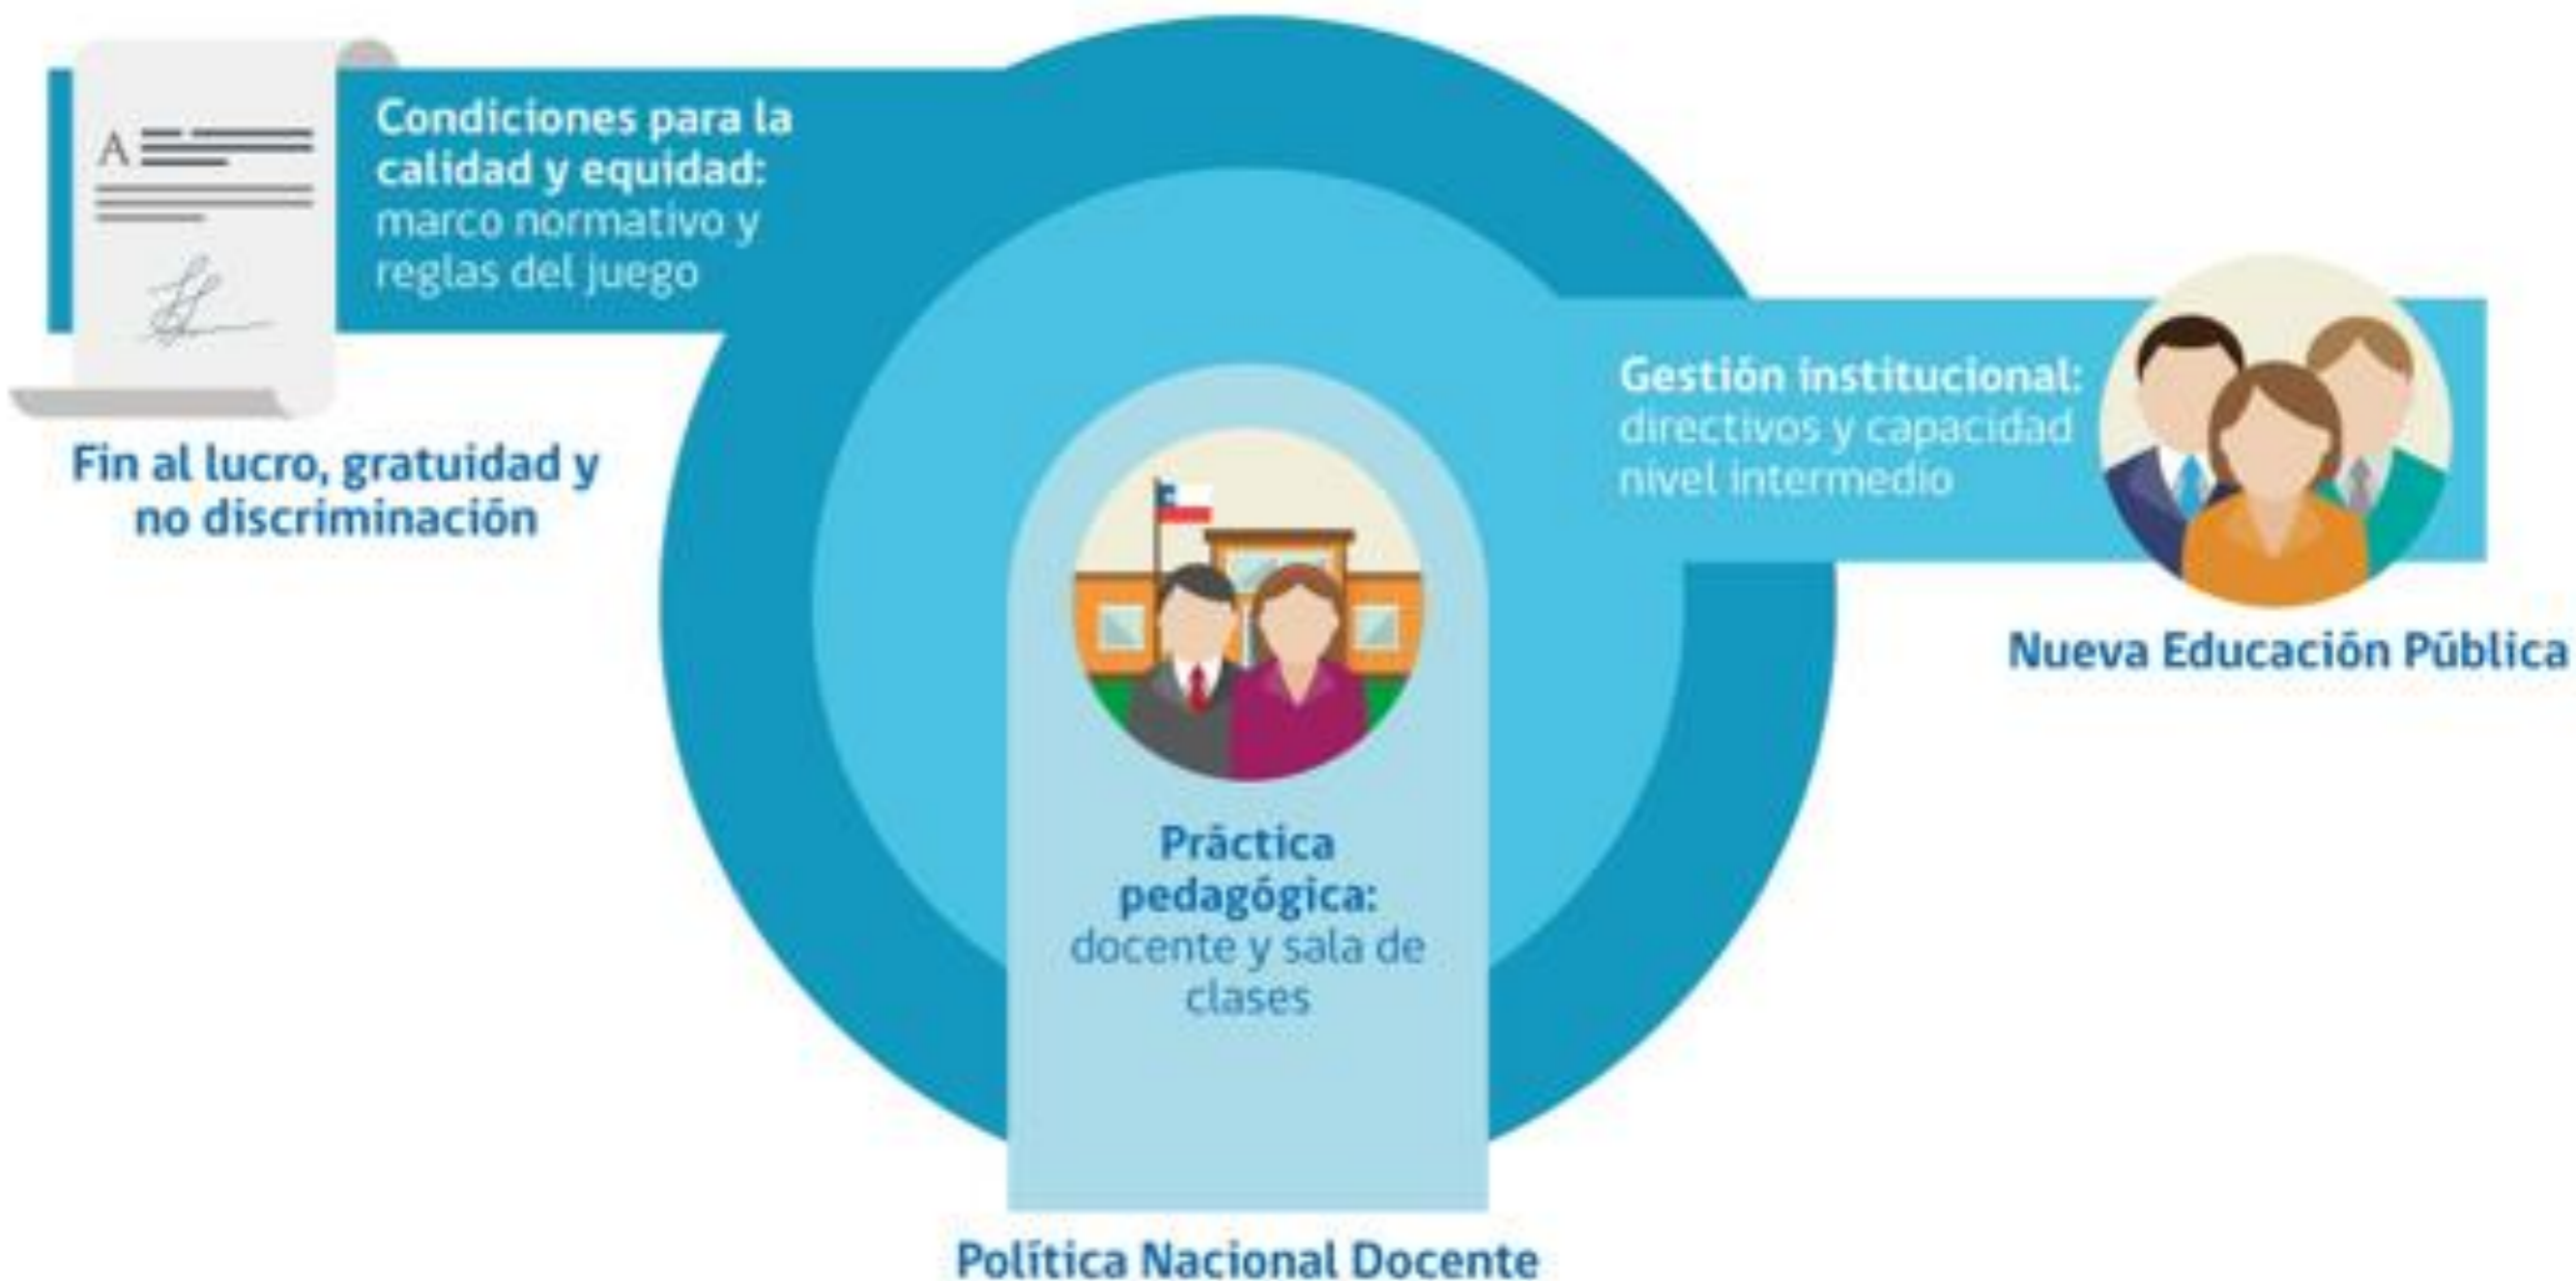 A
Condiciones para la
calidad y equidad:
marco normativo y
reglas del juego
Fin al lucro, gratuidad y
no discriminación
Gestión institucional:
directivos y capacidad
nivel intermedio
Nueva Educación Pública
Práctica
pedagógica:
docente y sala de
clases
Política Nacional Docente